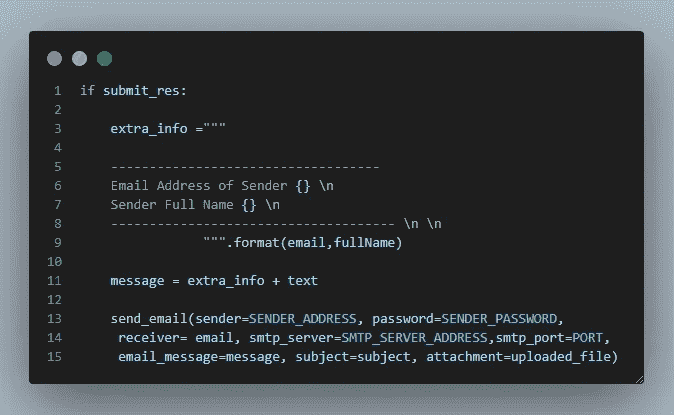 1 if submit_res:
2
3 extra_info ="""
4
5 -----------------------------------
6 Email Address of Sender {} \n
7 Sender Full Name {} \n
8 ------------------------------------- \n \n
9 """.format(email,fullName)
10
11 message = extra_info + text
12
13 send_email(sender=SENDER_ADDRESS, password=SENDER_PASSWORD,
14 receiver= email, smtp_server=SMTP_SERVER_ADDRESS,smtp_port=PORT,
15 email_message=message, subject=subject, attachment=uploaded_file)